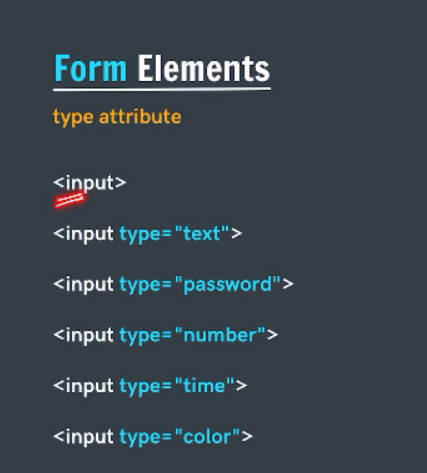 Form Elements
type attribute
<input>
<input type="text">
<input type="password">
<input type="number">
<input type="time">
<input type="color">